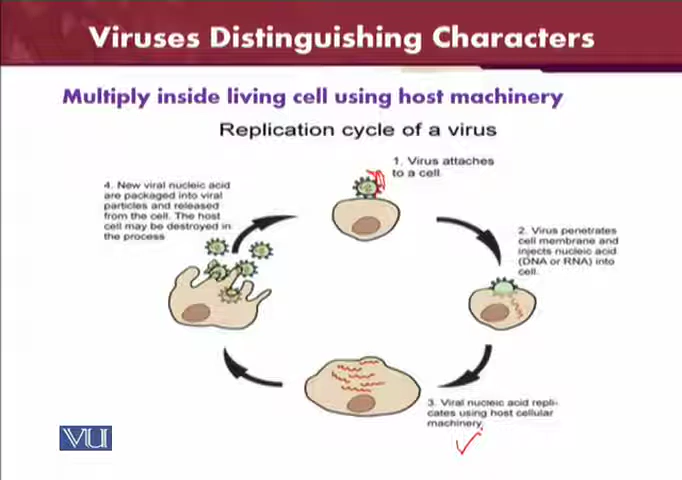 Viruses Distinguishing Characters
Multiply inside living cell using host machinery
Replication cycle of a virus
1. Virus attaches
to a cell.
2. Virus penetrates
cell membrane and
injects nucleic acid
(DNA or RNA) into
cell.
3. Viral nucleic acid repli-
cates using host cellular
machinery.
4. New viral nucleic acid
are packaged into viral
particles and released
from the cell. The host
cell may be destroyed in
the process
VU